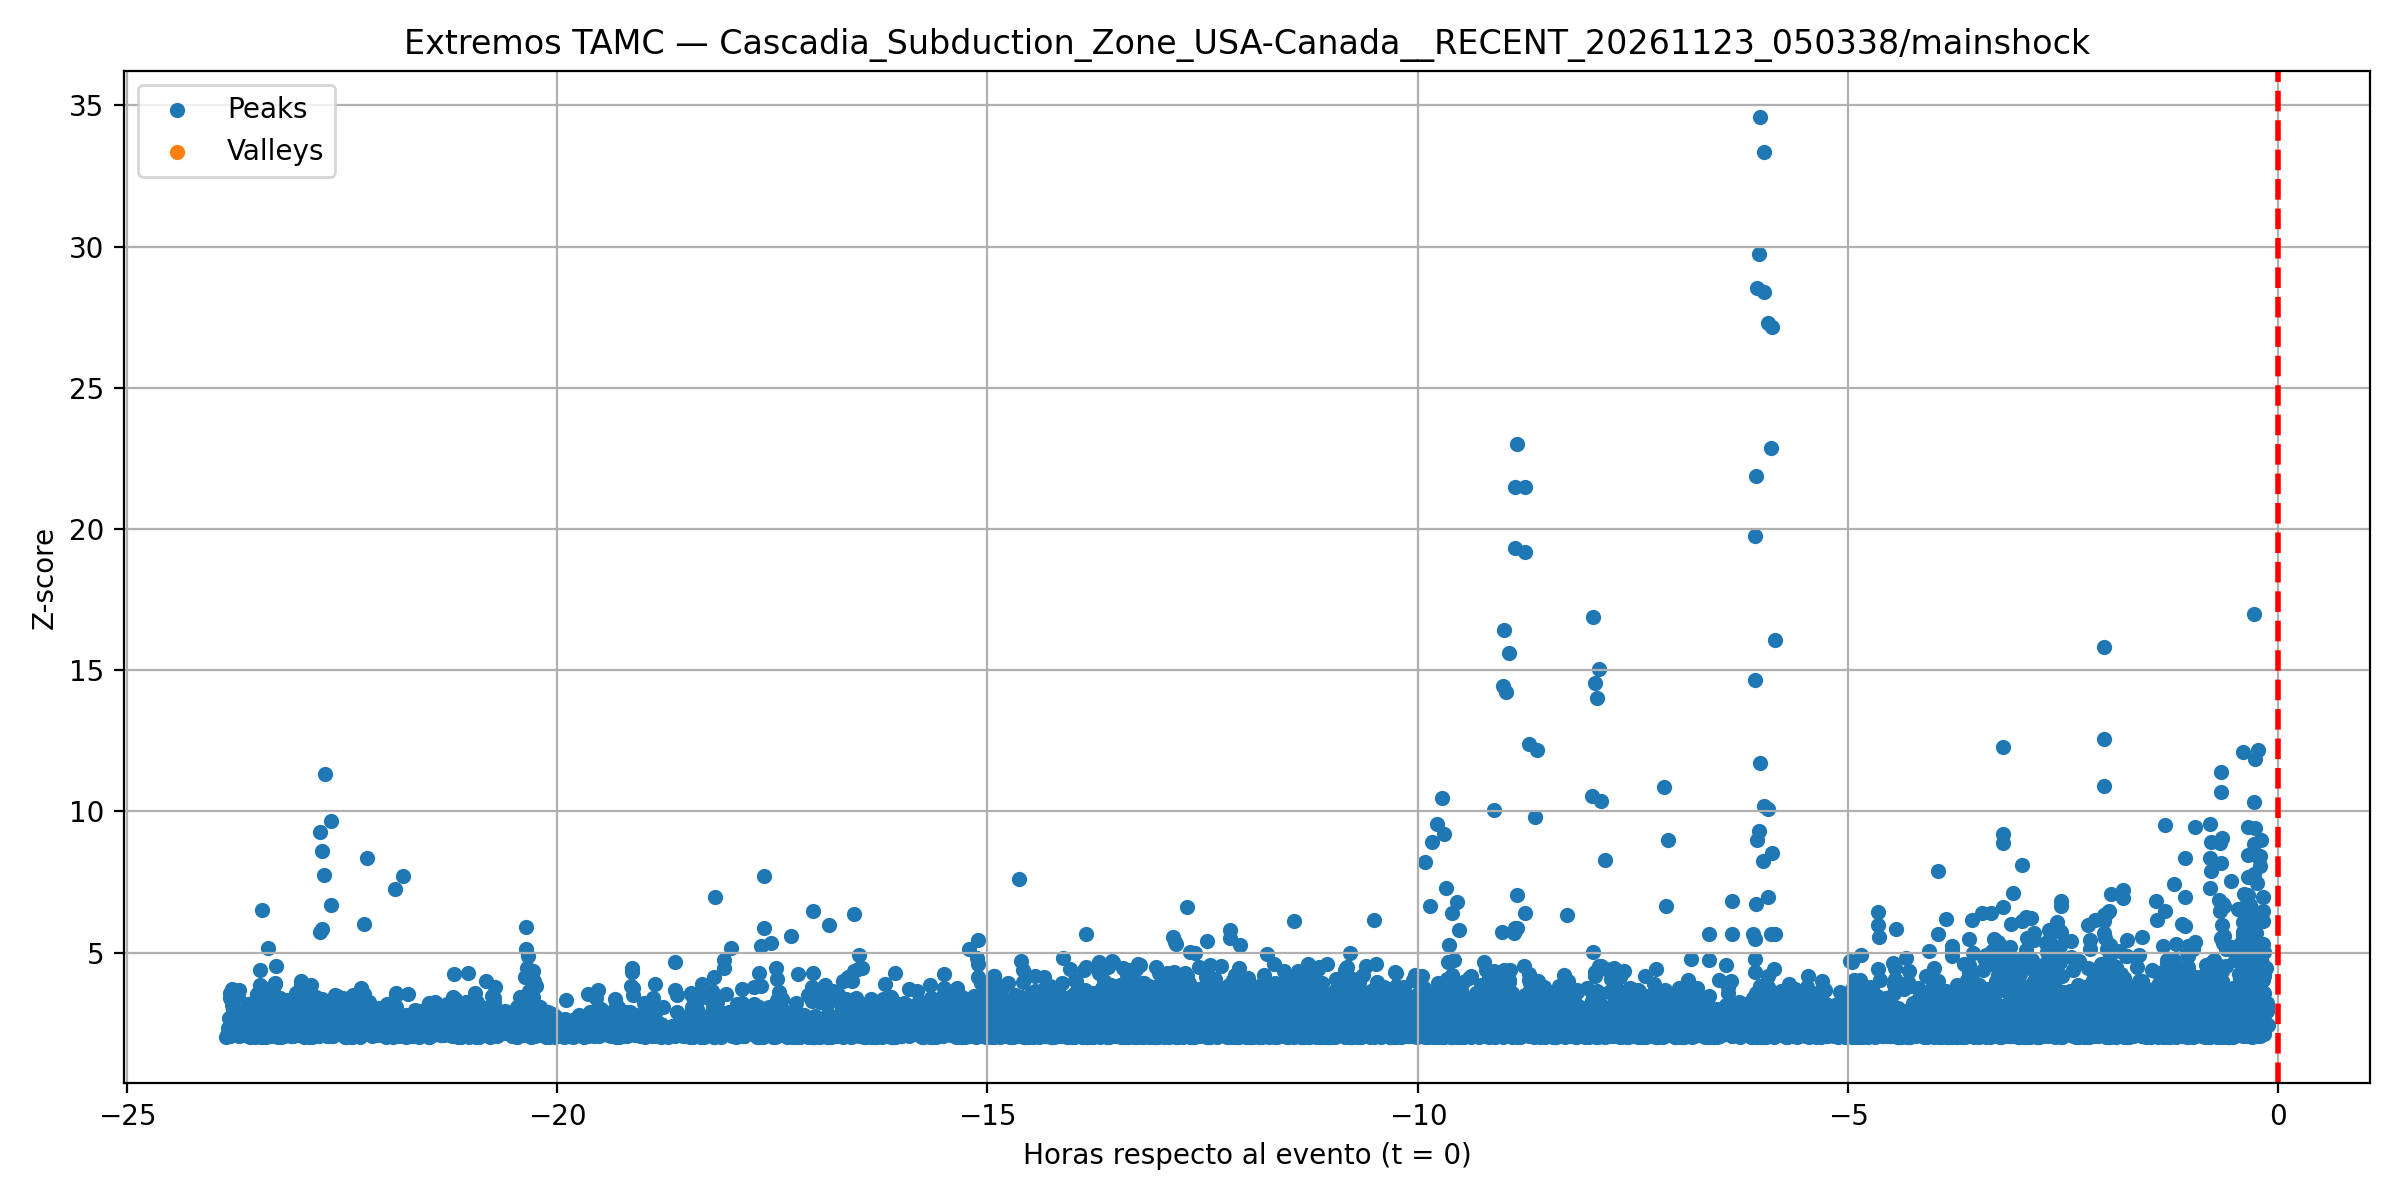 Extremos TAMC — Cascadia_Subduction_Zone_USA-Canada__RECENT_20261123_050338/mainshock
Peaks
Valleys
35
30
25
20
15
10
5
Z-score
−25
−20
−15
−10
−5
0
Horas respecto al evento (t = 0)